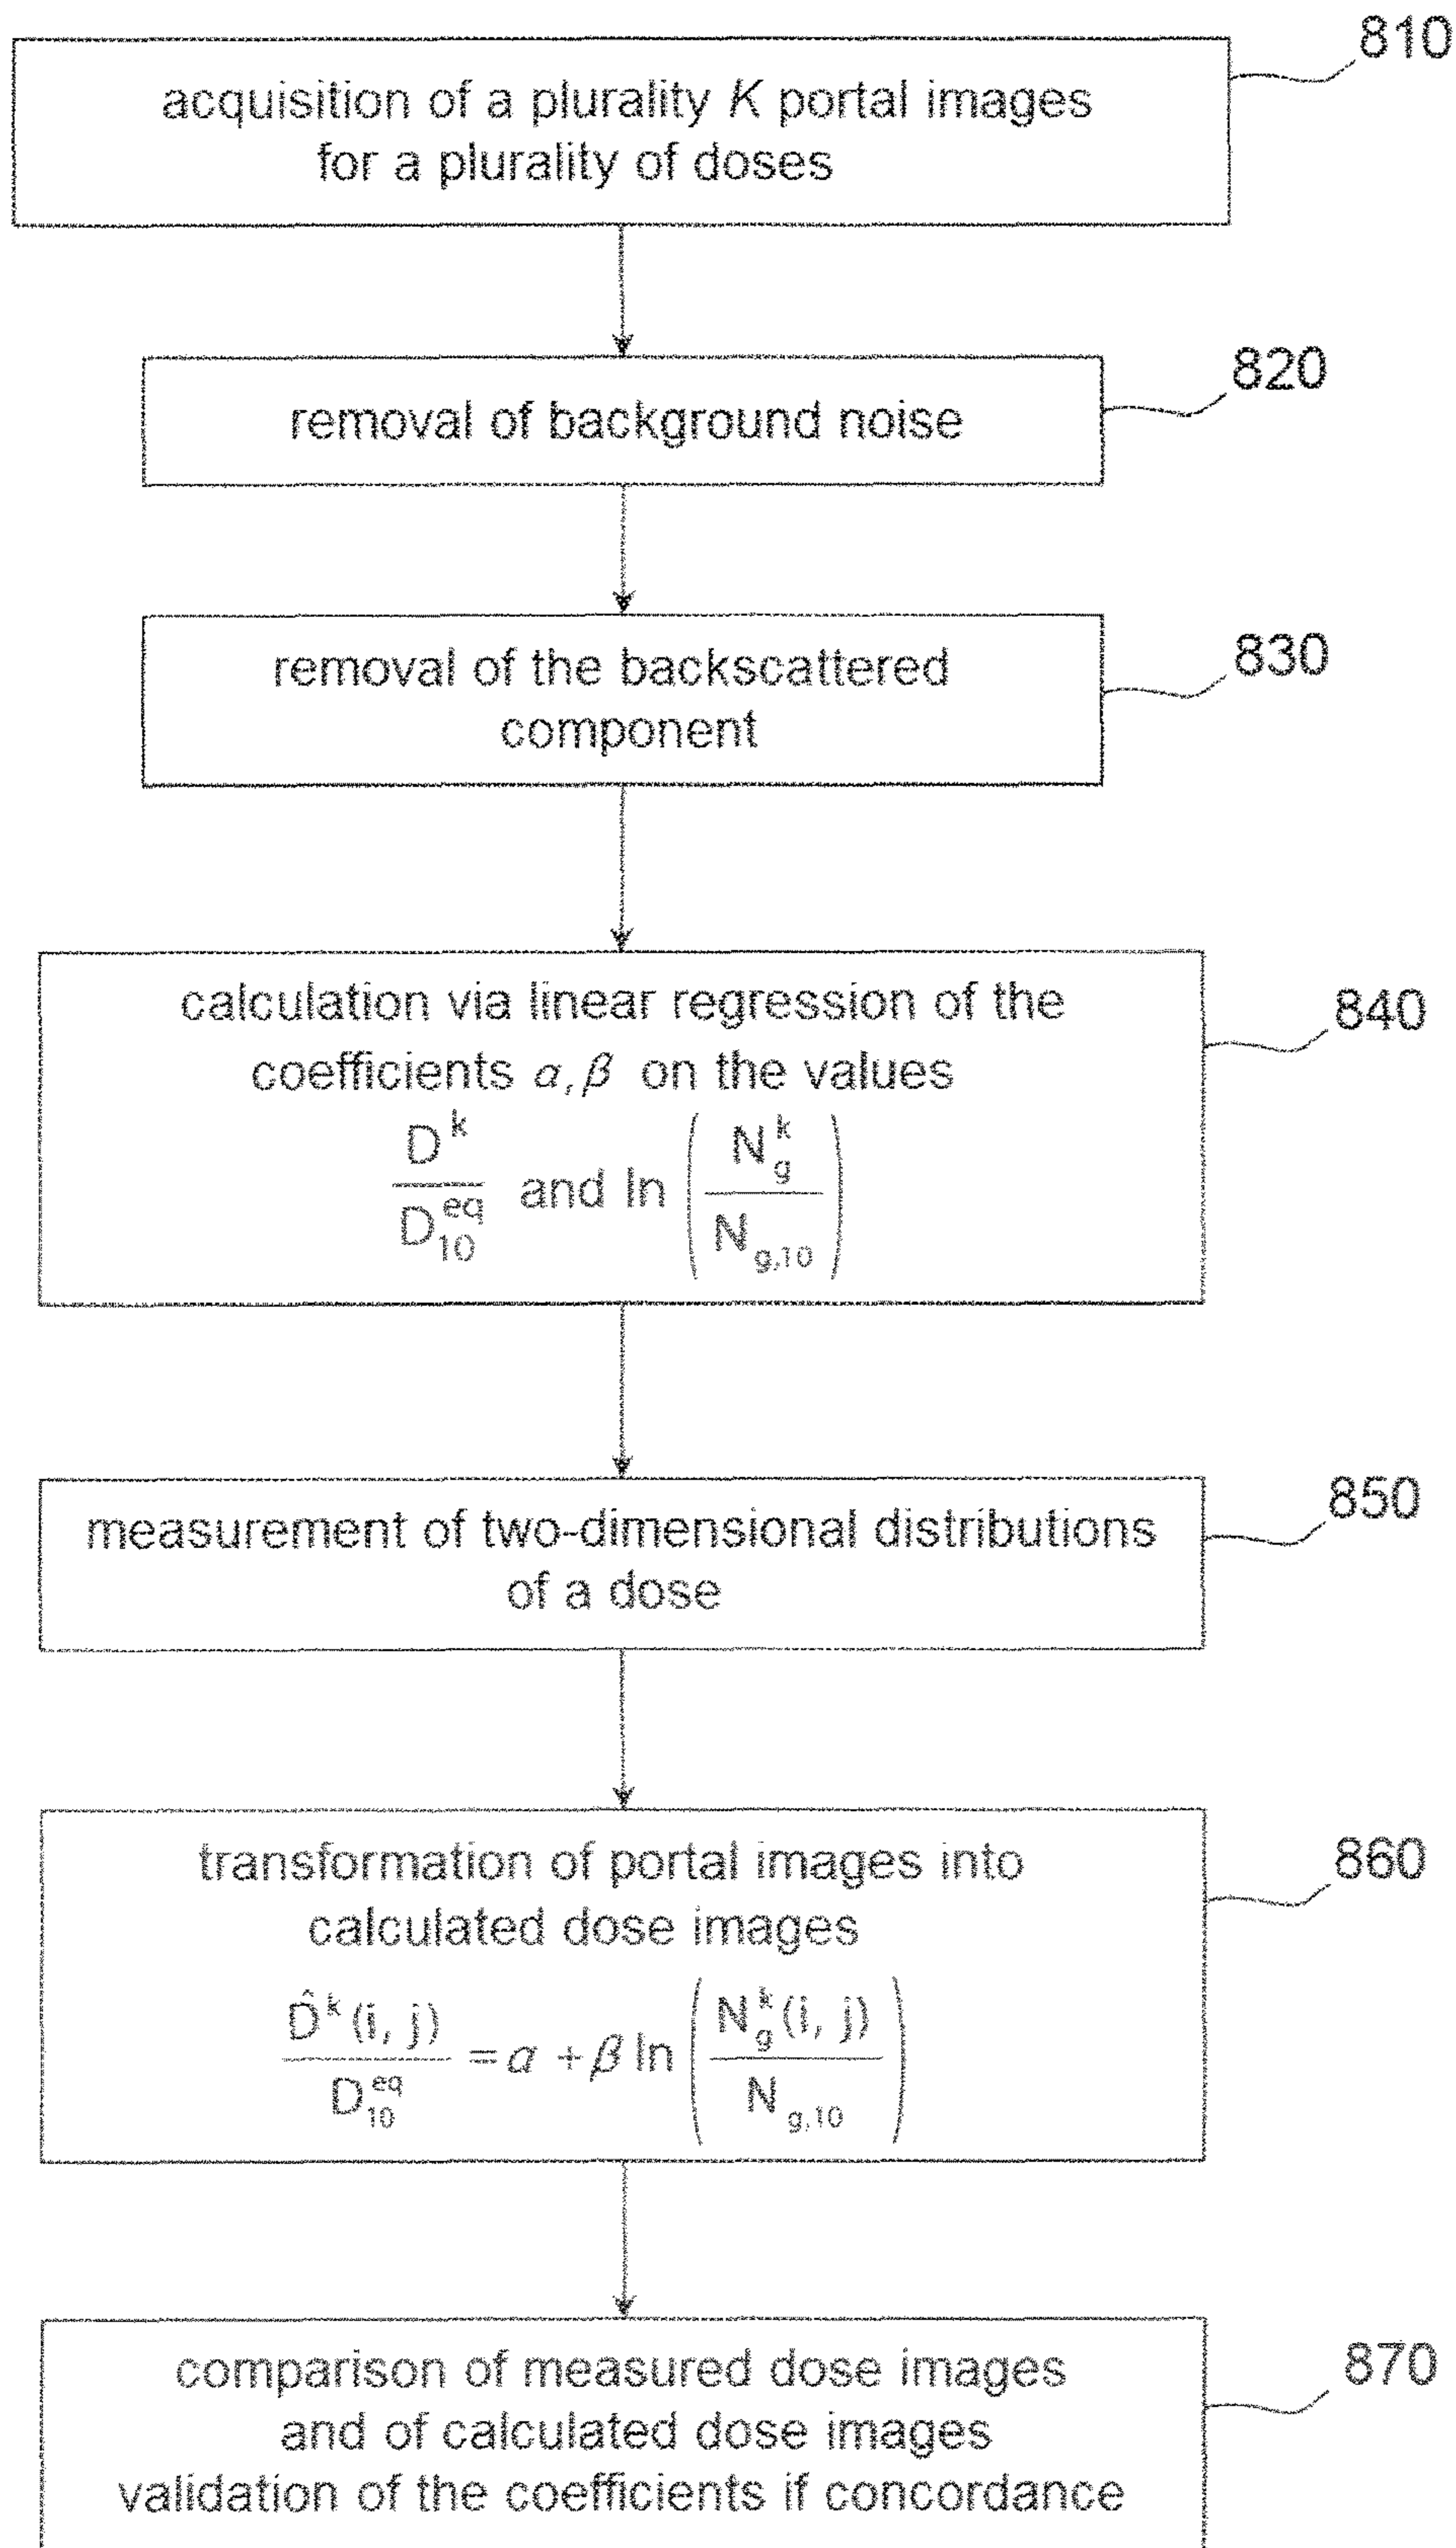 810
acquisition of a plurality K portal images
for a plurality of doses
820
removal of background noise
830
removal of the backscattered
component
840
calculation via linear regression of the
coefficients α, β on the values
D^k / D_10^eq and ln ( N_g^k / N_g,10 )
850
measurement of two-dimensional distributions
of a dose
860
transformation of portal images into
calculated dose images
D̂^k (i, j) / D_10^eq = α + β ln ( N_g^k (i, j) / N_g,10 )
870
comparison of measured dose images
and of calculated dose images
validation of the coefficients if concordance